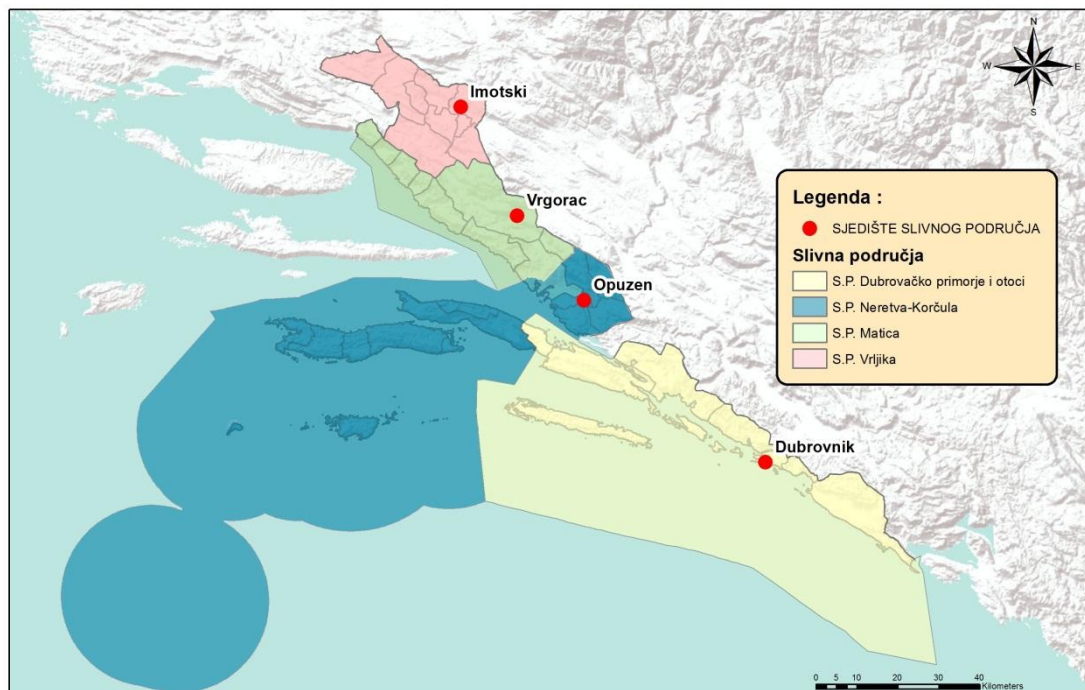 N
W E
S
Imotski
Vrgorac
Opuzen
Dubrovnik
Legenda :
SJEDIŠTE SLIVNOG PODRUČJA
Slivna područja
S.P. Dubrovačko primorje i otoci
S.P. Neretva-Korčula
S.P. Matica
S.P. Vrljika
0 5 10 20 30 40
Kilometers